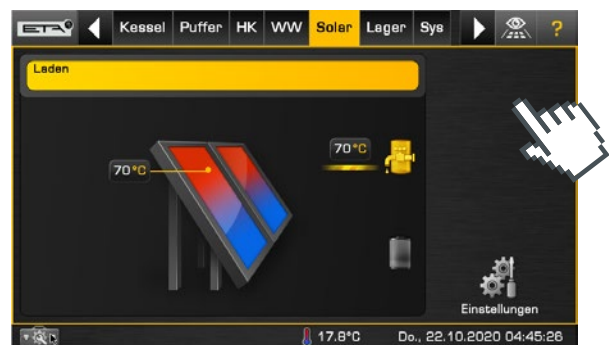 ETA Kessel Puffer HK WW Solar Lager Sys ?
Laden
70°C
70°C
Einstellungen
17.8°C Do., 22.10.2020 04:45:26